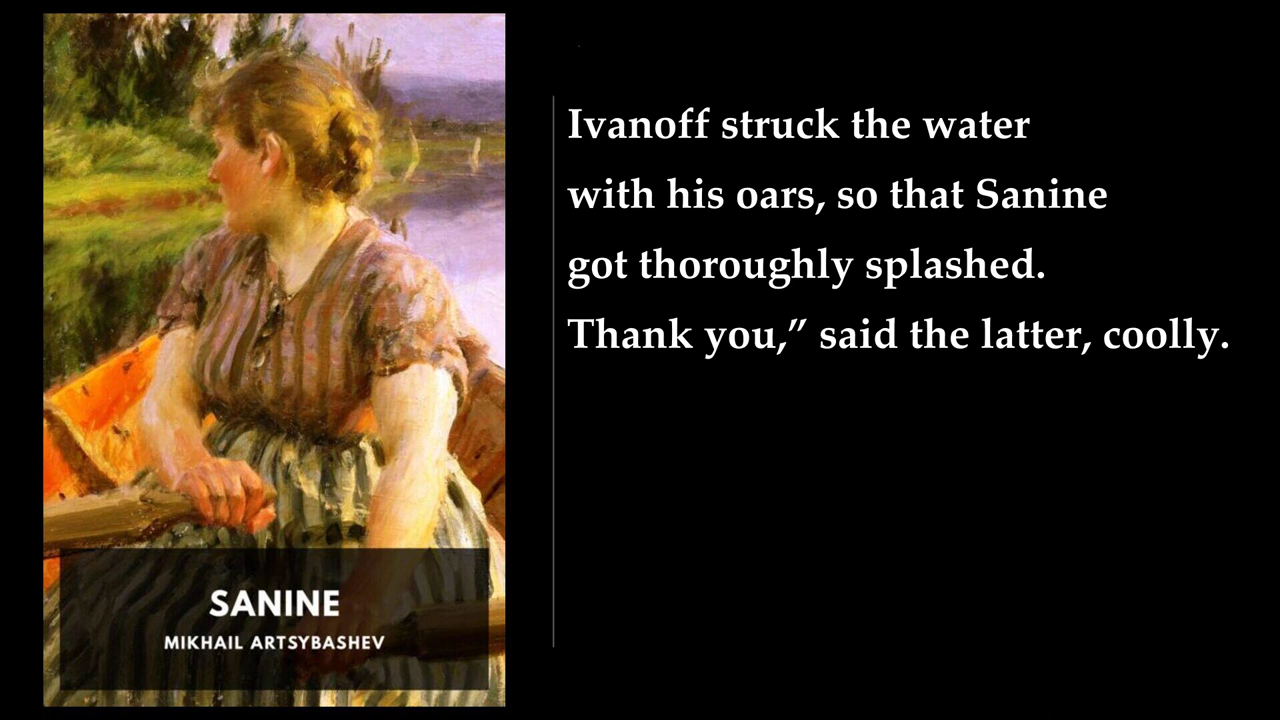 Ivanoff struck the water
with his oars, so that Sanine
got thoroughly splashed.
Thank you,” said the latter, coolly.
SANINE
MIKHAIL ARTSYBASHEV